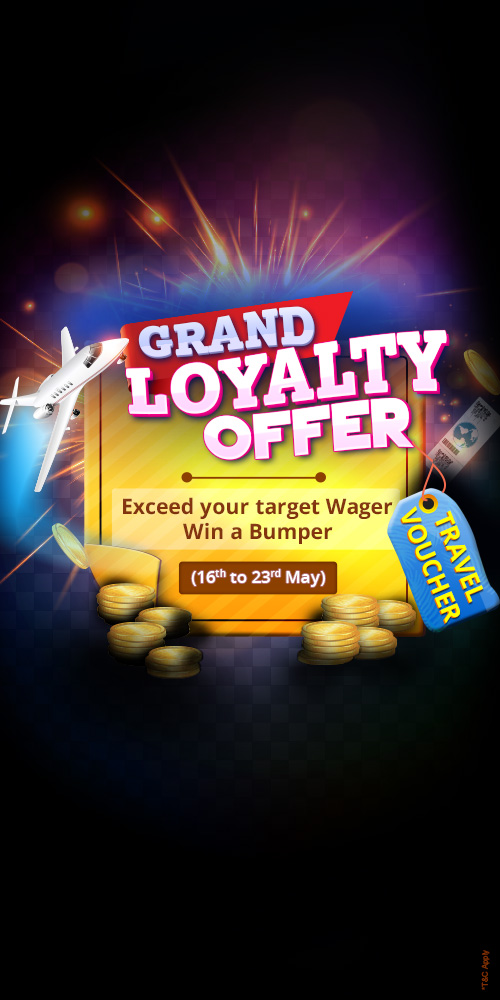 GRAND
LOYALTY
OFFER
Exceed your target Wager
Win a Bumper
(16th to 23rd May)
TRAVEL
VOUCHER
*T&C Apply